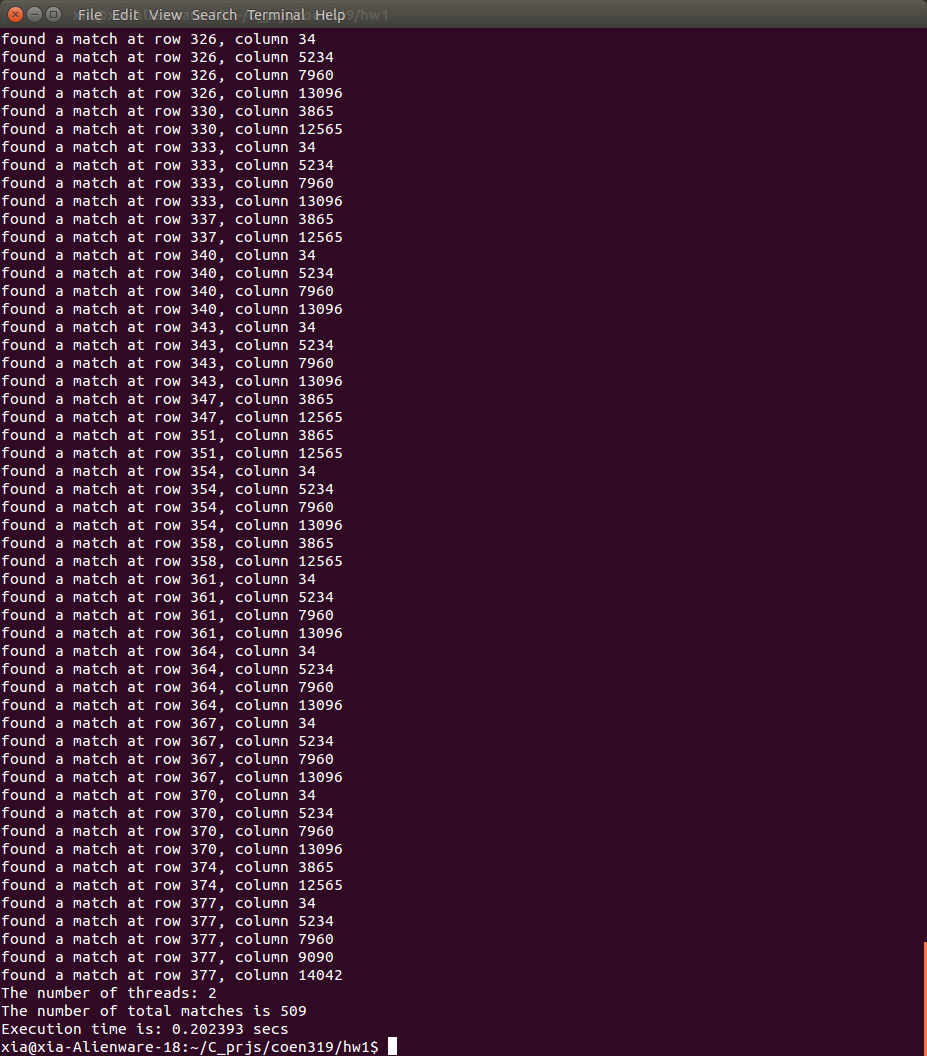 File Edit View Search Terminal Help
found a match at row 326, column 34
found a match at row 326, column 5234
found a match at row 326, column 7960
found a match at row 326, column 13096
found a match at row 330, column 3865
found a match at row 330, column 12565
found a match at row 333, column 34
found a match at row 333, column 5234
found a match at row 333, column 7960
found a match at row 333, column 13096
found a match at row 337, column 3865
found a match at row 337, column 12565
found a match at row 340, column 34
found a match at row 340, column 5234
found a match at row 340, column 7960
found a match at row 340, column 13096
found a match at row 343, column 34
found a match at row 343, column 5234
found a match at row 343, column 7960
found a match at row 343, column 13096
found a match at row 347, column 3865
found a match at row 347, column 12565
found a match at row 351, column 3865
found a match at row 351, column 12565
found a match at row 354, column 34
found a match at row 354, column 5234
found a match at row 354, column 7960
found a match at row 354, column 13096
found a match at row 358, column 3865
found a match at row 358, column 12565
found a match at row 361, column 34
found a match at row 361, column 5234
found a match at row 361, column 7960
found a match at row 361, column 13096
found a match at row 364, column 34
found a match at row 364, column 5234
found a match at row 364, column 7960
found a match at row 364, column 13096
found a match at row 367, column 34
found a match at row 367, column 5234
found a match at row 367, column 7960
found a match at row 367, column 13096
found a match at row 370, column 34
found a match at row 370, column 5234
found a match at row 370, column 7960
found a match at row 370, column 13096
found a match at row 374, column 3865
found a match at row 374, column 12565
found a match at row 377, column 34
found a match at row 377, column 5234
found a match at row 377, column 7960
found a match at row 377, column 9090
found a match at row 377, column 14042
The number of threads: 2
The number of total matches is 509
Execution time is: 0.202393 secs
xia@xia-Alienware-18:~/C_prjs/coen319/hw1$